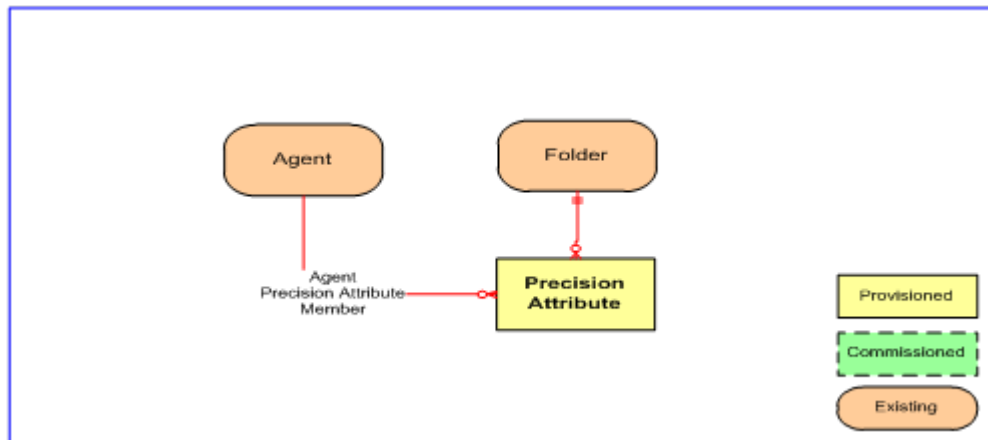 Agent
Folder
Agent
Precision Attribute
Member
Precision
Attribute
Provisioned
Commissioned
Existing